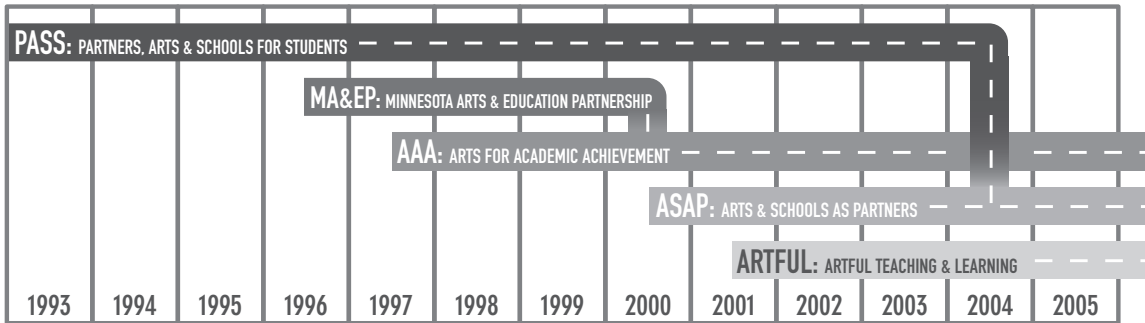 PASS: PARTNERS, ARTS & SCHOOLS FOR STUDENTS
MA&EP: MINNESOTA ARTS & EDUCATION PARTNERSHIP
AAA: ARTS FOR ACADEMIC ACHIEVEMENT
ASAP: ARTS & SCHOOLS AS PARTNERS
ARTFUL: ARTFUL TEACHING & LEARNING
1993 1994 1995 1996 1997 1998 1999 2000 2001 2002 2003 2004 2005